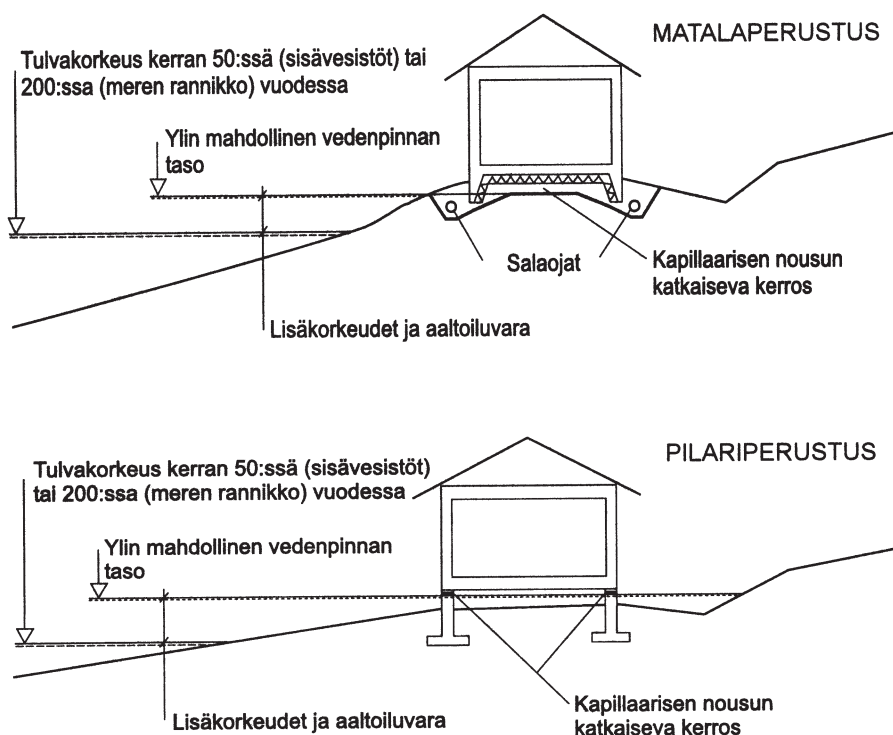 MATALAPERUSTUS
Tulvakorkeus kerran 50:ssä (sisävesistöt) tai
200:ssa (meren rannikko) vuodessa
Ylin mahdollinen vedenpinnan
taso
Salaojat
Kapillaarisen nousun
katkaiseva kerros
Lisäkorkeudet ja aaltoiluvara
PILARIPERUSTUS
Tulvakorkeus kerran 50:ssä (sisävesistöt)
tai 200:ssa (meren rannikko) vuodessa
Ylin mahdollinen vedenpinnan
taso
Kapillaarisen nousun
katkaiseva kerros
Lisäkorkeudet ja aaltoiluvara